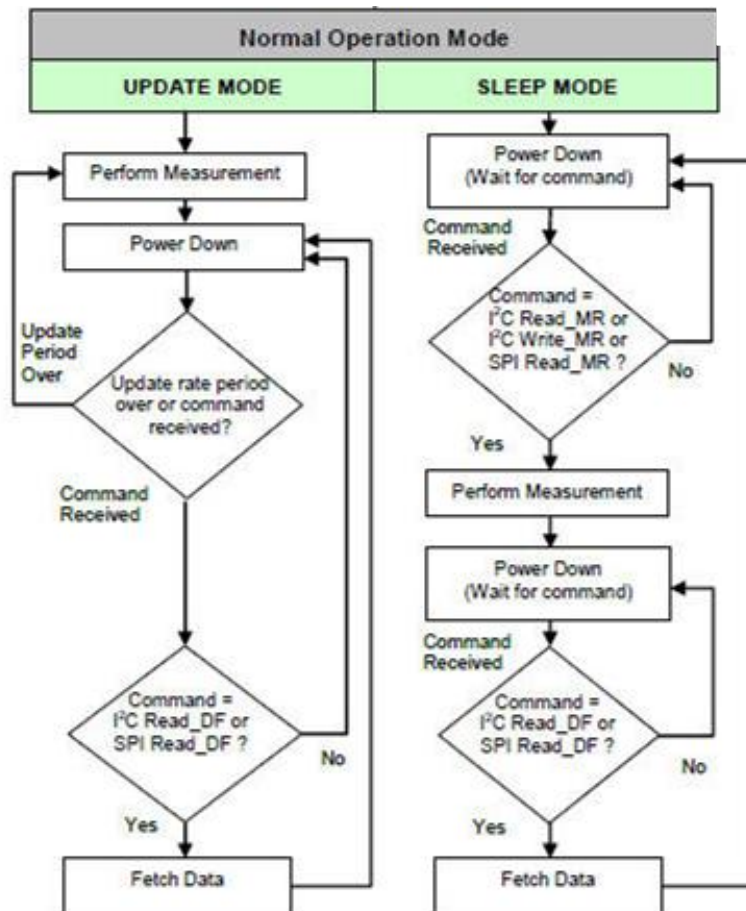 Normal Operation Mode
UPDATE MODE
SLEEP MODE
Perform Measurement
Power Down
Update
Period
Over
Update rate period
over or command
received?
Command
Received
Command =
I²C Read_DF or
SPI Read_DF ?
No
Yes
Fetch Data
Power Down
(Wait for command)
Command
Received
Command =
I²C Read_MR or
I²C Write_MR or
SPI Read_MR ?
No
Yes
Perform Measurement
Power Down
(Wait for command)
Command
Received
Command =
I²C Read_DF or
SPI Read_DF ?
No
Yes
Fetch Data